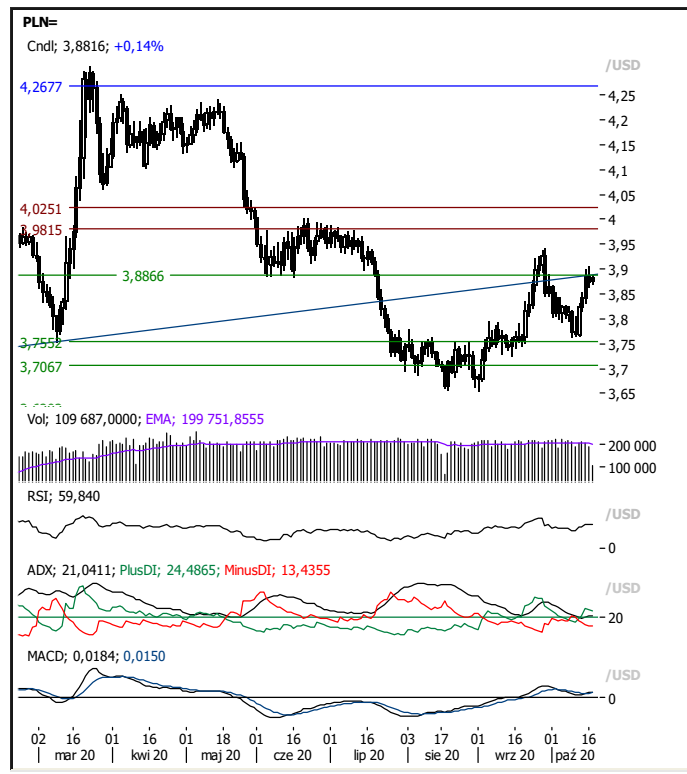 PLN=
Cndl; 3,8816; +0,14%
/USD
4,2677
4,25
4,2
4,15
4,1
4,05
4,0251
4
3,9815
3,95
3,8866
3,9
3,85
3,8
3,7552
3,75
3,7067
3,7
3,65
Vol; 109 687,0000; EMA; 199 751,8555
200 000
100 000
RSI; 59,840
/USD
0
ADX; 21,0411; PlusDI; 24,4865; MinusDI; 13,4355
/USD
20
MACD; 0,0184; 0,0150
/USD
0
02 16 01 16 01 18 01 16 01 16 03 17 01 16 01 16
mar 20 kwi 20 maj 20 cze 20 lip 20 sie 20 wrz 20 paź 20